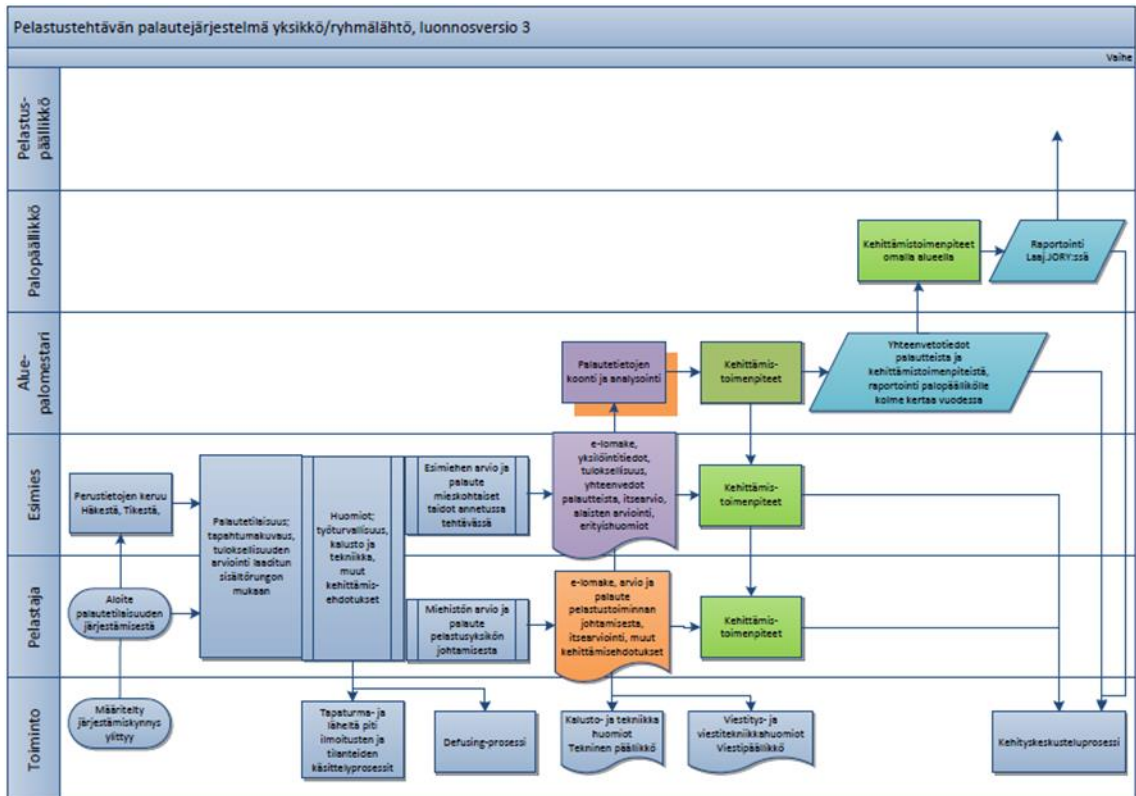 Pelastustehtävän palautejärjestelmä yksikkö/ryhmälähtö, luonnosversio 3
Vaihe
Pelastus-
päällikkö
Palopäällikkö
Kehittämistoimenpiteet
omalla alueella
Raportointi
Laaj.JORY:ssä
Alue-
palomestari
Palautetietojen
koonti ja analysointi
Kehittämis-
toimenpiteet
Yhteenvetotiedot
palautteista ja
kehittämistoimenpiteistä,
raportointi palopäällikölle
kolme kertaa vuodessa
Esimies
Perustietojen keruu
Häkestä, Tikestä,
Palautetilaisuus;
tapahtumakuvaus,
tuloksellisuuden
arviointi laaditun
sisältörungon
mukaan
Huomiot;
työturvallisuus,
kalusto ja
tekniikka,
muut
kehittämis-
ehdotukset
Esimiehen arvio ja
palaute
mieskohtaiset
taidot annetussa
tehtävässä
e-lomake,
yksilöintitiedot,
tuloksellisuus,
yhteenvedot
palautteista, itsearvio,
alaisten arviointi,
erityishuomiot
Kehittämis-
toimenpiteet
Pelastaja
Aloite
palautetilaisuuden
järjestämisestä
Miehistön arvio ja
palaute
pelastusyksikön
johtamisesta
e-lomake, arvio ja
palaute
pelastustoiminnan
johtamisesta,
itsearviointi, muut
kehittämisehdotukset
Kehittämis-
toimenpiteet
Toiminto
Määritelty
järjestämiskynnys
ylittyy
Tapaturma- ja
läheltä piti
ilmoitusten ja
tilanteiden
käsittelyprosessit
Defusing-prosessi
Kalusto- ja tekniikka
huomiot
Tekninen päällikkö
Viestitys- ja
viestitekniikkahuomiot
Viestipäällikkö
Kehityskeskusteluprosessi